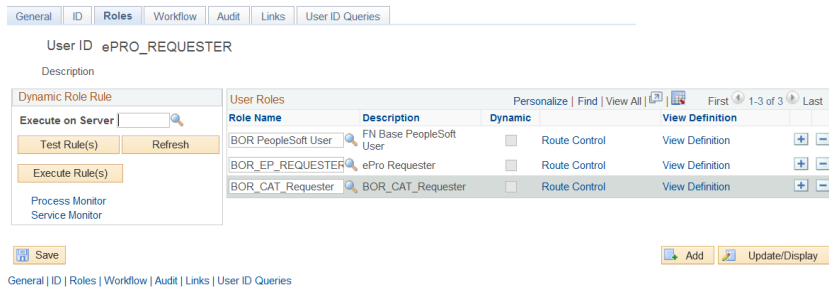 General ID Roles Workflow Audit Links User ID Queries
User ID ePRO_REQUESTER
Description
Dynamic Role Rule
Execute on Server
Test Rule(s) Refresh
Execute Rule(s)
Process Monitor
Service Monitor
User Roles Personalize | Find | View All | | First 1-3 of 3 Last
Role Name Description Dynamic View Definition
BOR PeopleSoft User FN Base PeopleSoft User Route Control View Definition
BOR_EP_REQUESTER ePro Requester Route Control View Definition
BOR_CAT_Requester BOR_CAT_Requester Route Control View Definition
Save Add Update/Display
General | ID | Roles | Workflow | Audit | Links | User ID Queries